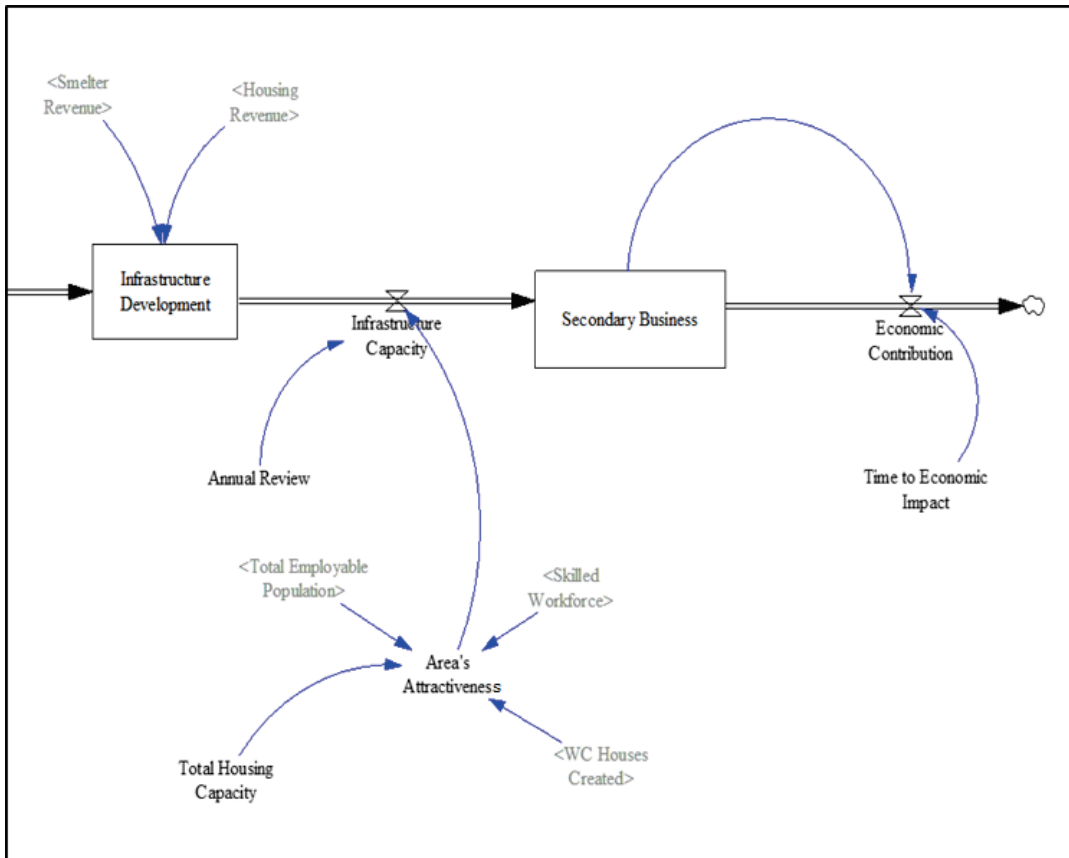 <Smelter
Revenue>
<Housing
Revenue>
Infrastructure
Development
Infrastructure
Capacity
Secondary Business
Economic
Contribution
Annual Review
Time to Economic
Impact
<Total Employable
Population>
<Skilled
Workforce>
Area's
Attractiveness
Total Housing
Capacity
<WC Houses
Created>